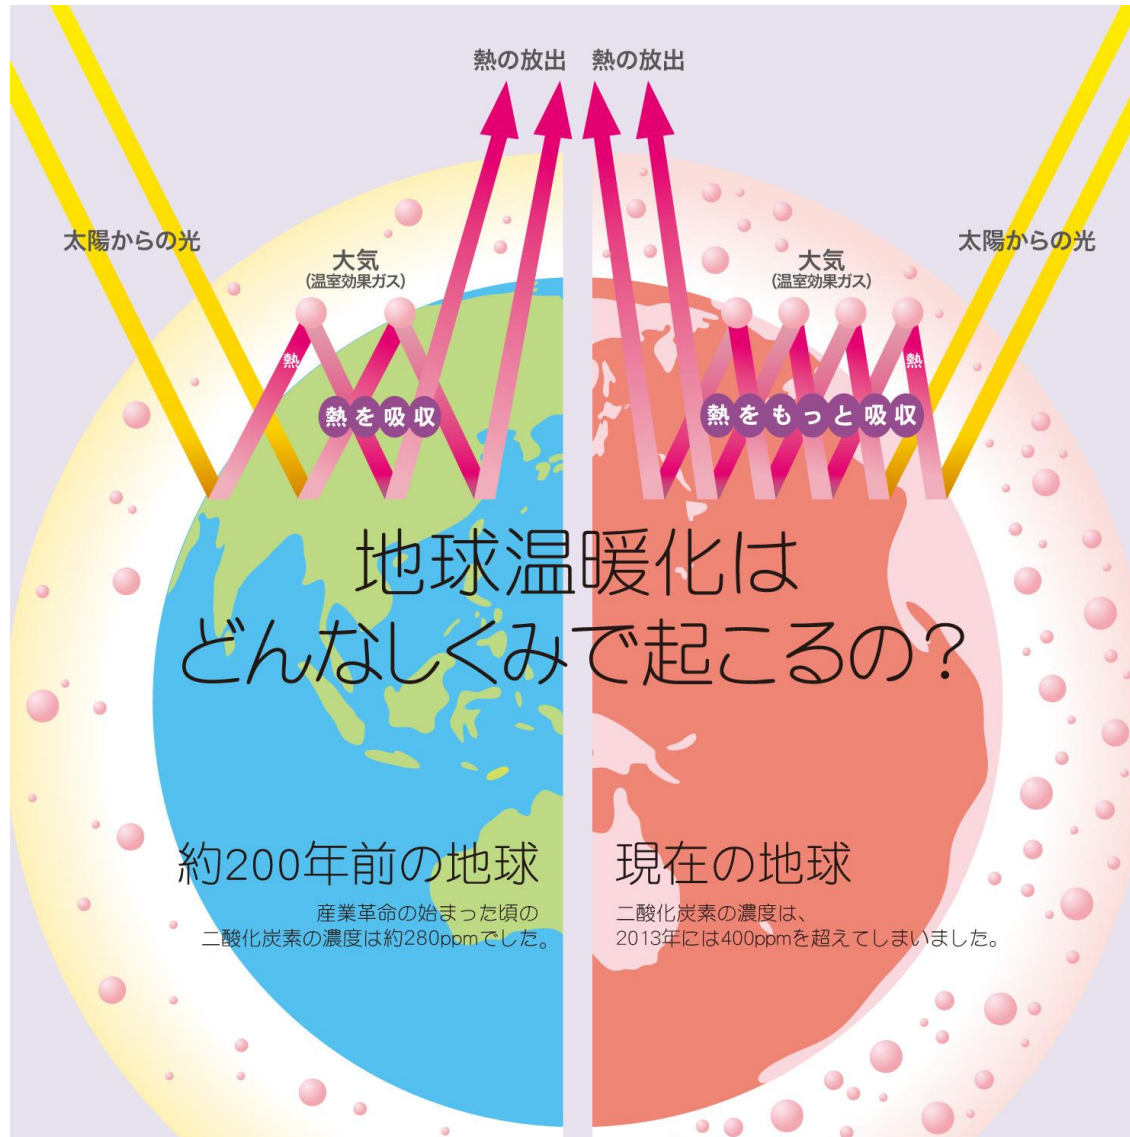 熱の放出
熱の放出
太陽からの光
太陽からの光
大気
(温室効果ガス)
大気
(温室効果ガス)
熱
熱
熱を吸収
熱をもっと吸収
地球温暖化は
どんなしくみで起こるの？
約200年前の地球
産業革命の始まった頃の
二酸化炭素の濃度は約280ppmでした。
現在の地球
二酸化炭素の濃度は、
2013年には400ppmを超えてしまいました。